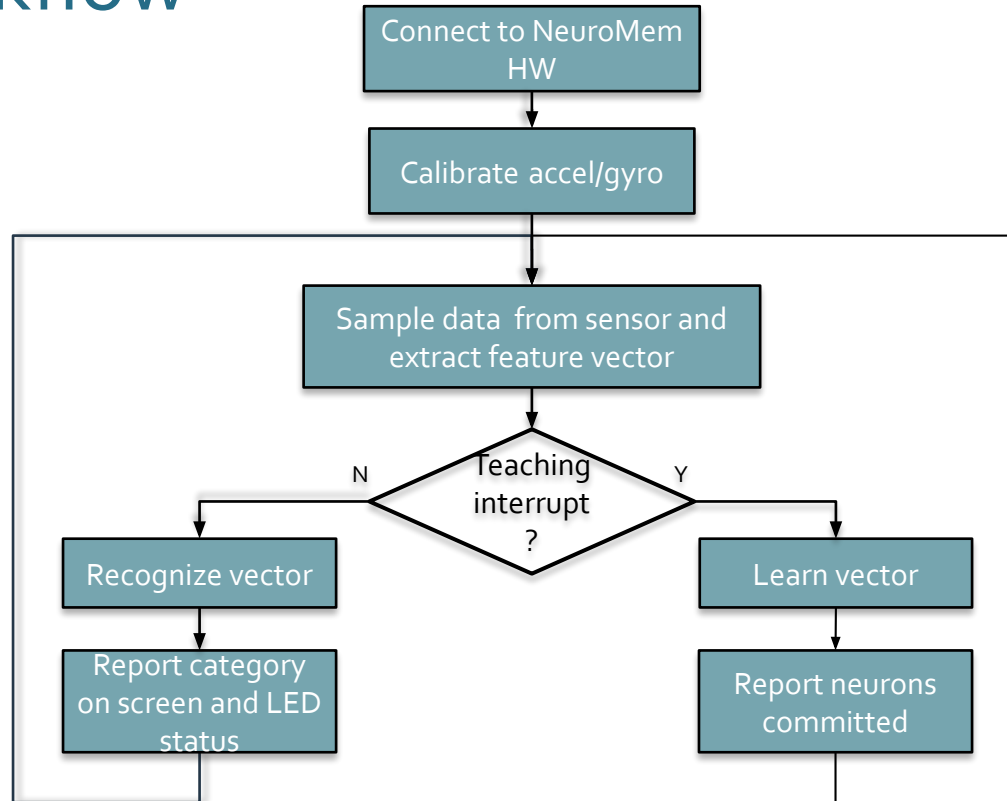 know
Connect to NeuroMem
HW
Calibrate accel/gyro
Sample data from sensor and
extract feature vector
Teaching
interrupt
?
N
Y
Recognize vector
Learn vector
Report category
on screen and LED
status
Report neurons
committed